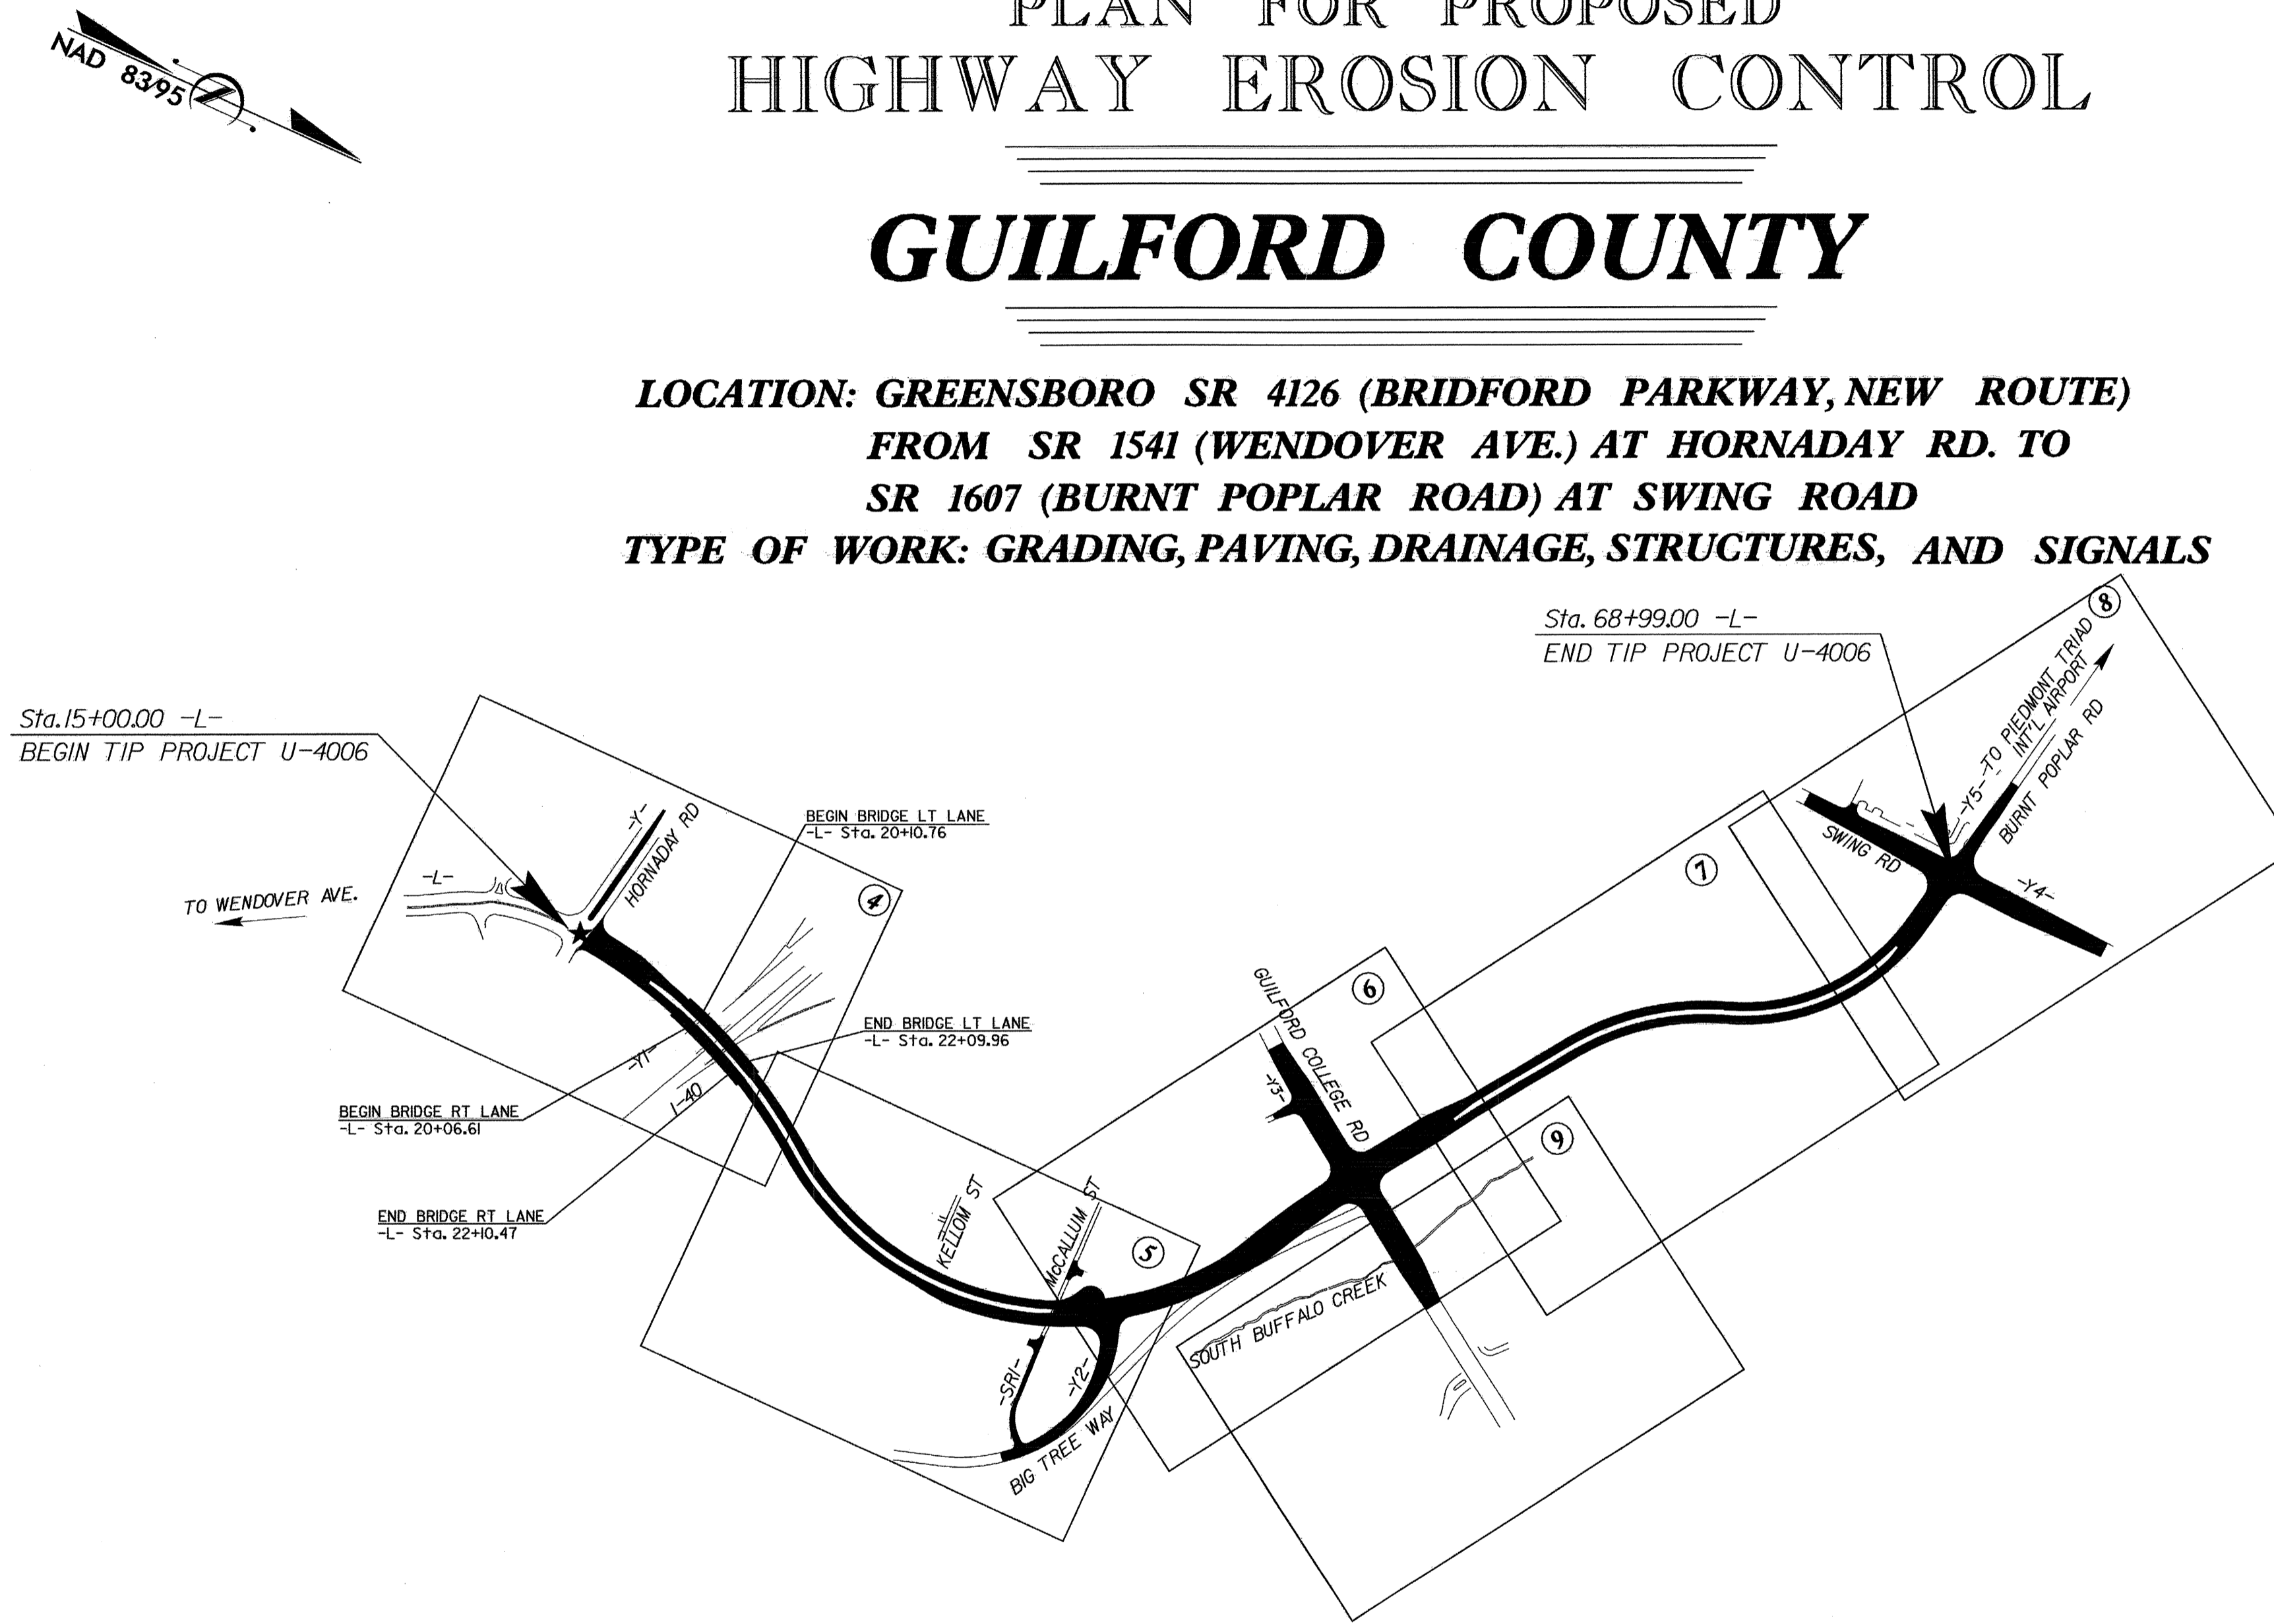 PLAN FOR PROPOSED
HIGHWAY EROSION CONTROL
NAD 83/95
GUILFORD COUNTY
LOCATION: GREENSBORO SR 4126 (BRIDFORD PARKWAY, NEW ROUTE)
FROM SR 1541 (WENDOVER AVE.) AT HORNADAY RD. TO
SR 1607 (BURNT POPLAR ROAD) AT SWING ROAD
TYPE OF WORK: GRADING, PAVING, DRAINAGE, STRUCTURES, AND SIGNALS
Sta. 68+99.00 -L-
END TIP PROJECT U-4006
8
-Y5- TO PIEDMONT TRIAD
INT'L AIRPORT
BURNT POPLAR RD
SWING RD
-Y4-
Sta. 15+00.00 -L-
BEGIN TIP PROJECT U-4006
BEGIN BRIDGE LT LANE
-L- Sta. 20+10.76
-Y-
HORNADAY RD
-L-
TO WENDOVER AVE.
4
7
END BRIDGE LT LANE
-L- Sta. 22+09.96
-Y1-
I-40
BEGIN BRIDGE RT LANE
-L- Sta. 20+06.61
END BRIDGE RT LANE
-L- Sta. 22+10.47
6
GUILFORD COLLEGE RD
-Y3-
9
KELLOM ST
McCALLUM ST
5
SOUTH BUFFALO CREEK
-SR1-
-Y2-
BIG TREE WAY